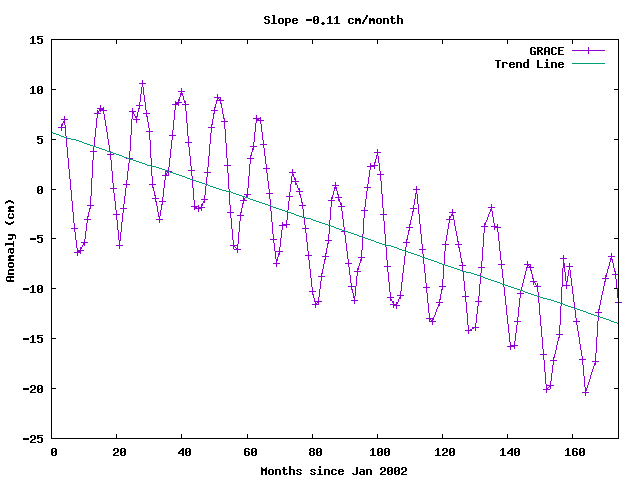 Slope -0.11 cm/month
GRACE
Trend Line
15
10
5
0
-5
-10
-15
-20
-25
Anomaly (cm)
0 20 40 60 80 100 120 140 160
Months since Jan 2002